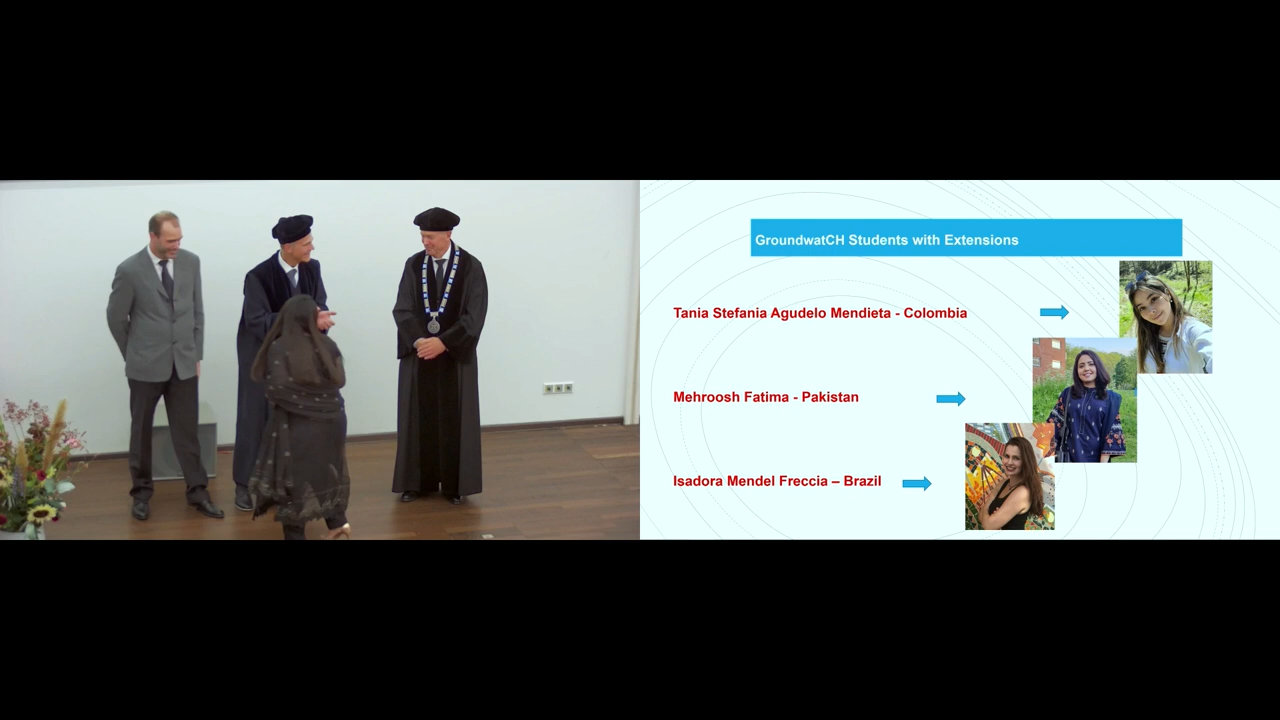 GroundwatCH Students with Extensions
Tania Stefania Agudelo Mendieta - Colombia
Mehroosh Fatima - Pakistan
Isadora Mendel Freccia – Brazil